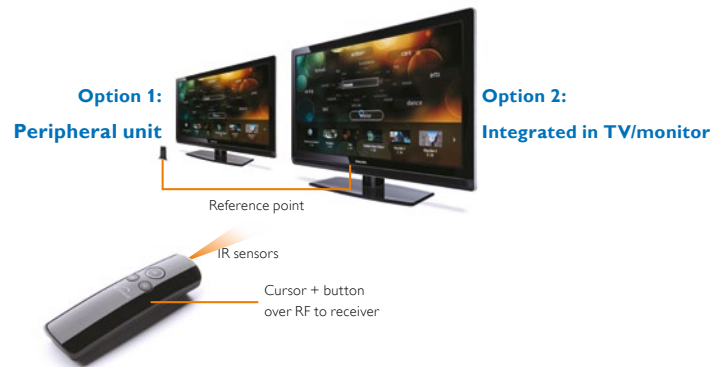 Option 1:
Peripheral unit
Option 2:
Integrated in TV/monitor
dance
Reference point
IR sensors
Cursor + button
over RF to receiver